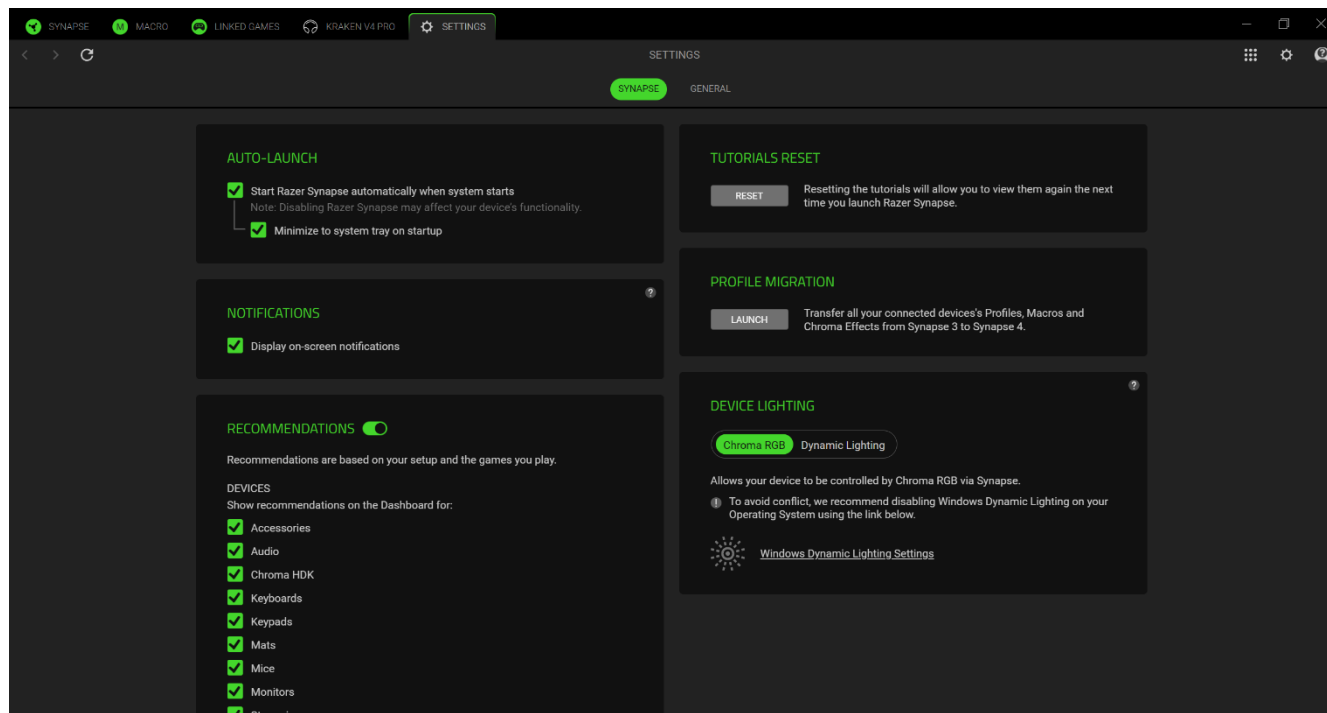 SYNAPSE
M MACRO
LINKED GAMES
KRAKEN V4 PRO
SETTINGS
SETTINGS
SYNAPSE
GENERAL
AUTO-LAUNCH
Start Razer Synapse automatically when system starts
Note: Disabling Razer Synapse may affect your device's functionality.
Minimize to system tray on startup
?
NOTIFICATIONS
Display on-screen notifications
RECOMMENDATIONS
Recommendations are based on your setup and the games you play.
DEVICES
Show recommendations on the Dashboard for:
Accessories
Audio
Chroma HDK
Keyboards
Keypads
Mats
Mice
Monitors
TUTORIALS RESET
RESET
Resetting the tutorials will allow you to view them again the next
time you launch Razer Synapse.
PROFILE MIGRATION
LAUNCH
Transfer all your connected devices's Profiles, Macros and
Chroma Effects from Synapse 3 to Synapse 4.
?
DEVICE LIGHTING
Chroma RGB
Dynamic Lighting
Allows your device to be controlled by Chroma RGB via Synapse.
To avoid conflict, we recommend disabling Windows Dynamic Lighting on your
Operating System using the link below.
Windows Dynamic Lighting Settings